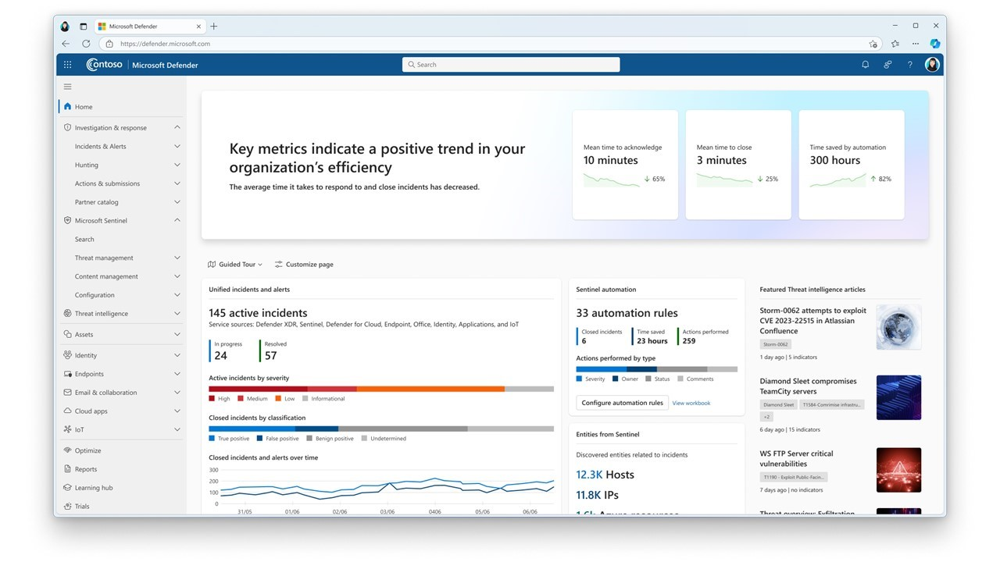 Microsoft Defender
https://defender.microsoft.com
Contoso | Microsoft Defender
Search
?
Home
Investigation & response
Incidents & Alerts
Hunting
Actions & submissions
Partner catalog
Microsoft Sentinel
Search
Threat management
Content management
Configuration
Threat intelligence
Assets
Identity
Endpoints
Email & collaboration
Cloud apps
IoT
Optimize
Reports
Learning hub
Trials
Key metrics indicate a positive trend in your
organization's efficiency
The average time it takes to respond to and close incidents has decreased.
Mean time to acknowledge
10 minutes
65%
Mean time to close
3 minutes
25%
Time saved by automation
300 hours
82%
Guided Tour
Customize page
Unified incidents and alerts
145 active incidents
Service sources: Defender XDR, Sentinel, Defender for Cloud, Endpoint, Office, Identity, Applications, and IoT
In progress
24
Resolved
57
Active incidents by severity
High Medium Low Informational
Closed incidents by classification
True positive False positive Benign positive Undetermined
Closed incidents and alerts over time
300
200
100
0
31/05 01/06 02/06 03/06 04/06 05/06 06/06
Sentinel automation
33 automation rules
Closed incidents
6
Time saved
23 hours
Actions performed
259
Actions performed by type
Severity Owner Status Comments
Configure automation rules View workbook
Entities from Sentinel
Discovered entities related to incidents
12.3K Hosts
11.8K IPs
1.6k Azure resources
Featured Threat intelligence articles
Storm-0062 attempts to exploit
CVE 2023-22515 in Atlassian
Confluence
Storm-0062
1 day ago | 5 indicators
Diamond Sleet compromises
TeamCity servers
Diamond Sleet T1584-Comrimise infrastru...
+2
6 day ago | 15 indicators
WS FTP Server critical
vulnerabilities
T1190 - Exploit Public-Facin...
7 days ago | no indicators
Threat overview: Exfiltration